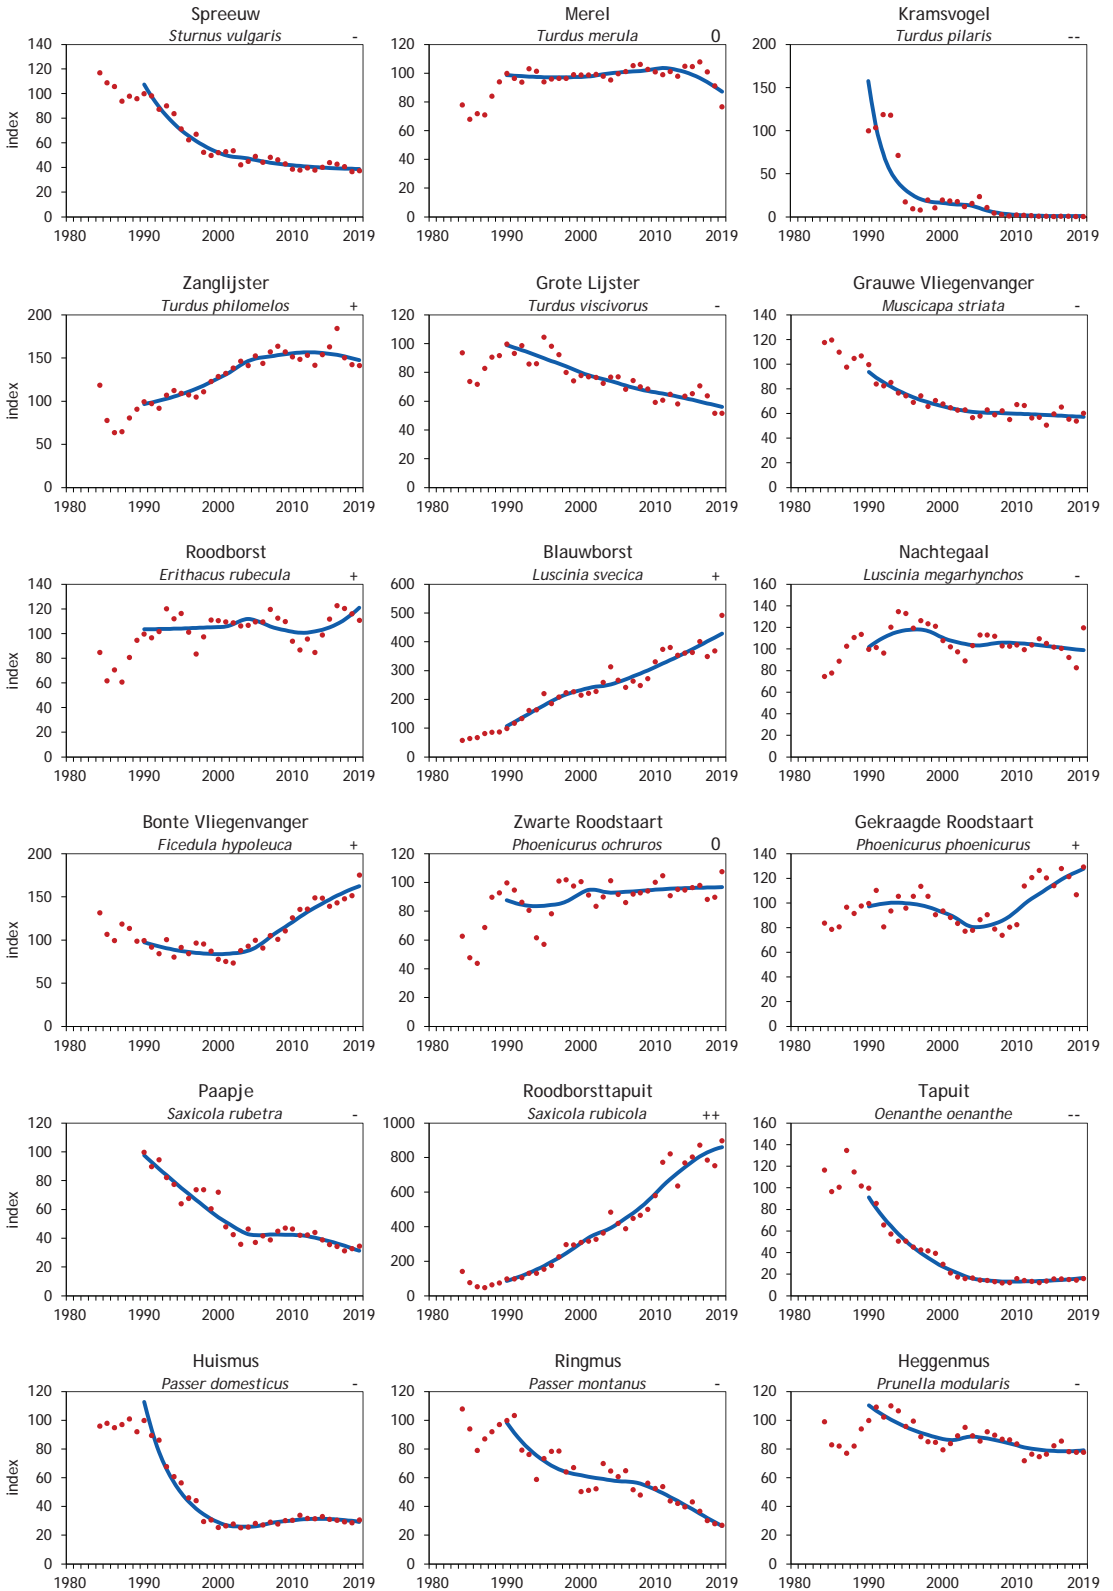 Spreeuw Merel Kramsvogel
Sturnus vulgaris - Turdus merula 0 Turdus pilaris --
index
140 120 100 80 60 40 20 0
120 100 80 60 40 20 0
200 150 100 50 0
1980 1990 2000 2010 2019 1980 1990 2000 2010 2019 1980 1990 2000 2010 2019
Zanglijster Grote Lijster Grauwe Vliegenvanger
Turdus philomelos + Turdus viscivorus - Muscicapa striata -
index
200 150 100 50 0
120 100 80 60 40 20 0
140 120 100 80 60 40 20 0
1980 1990 2000 2010 2019 1980 1990 2000 2010 2019 1980 1990 2000 2010 2019
Roodborst Blauwborst Nachtegaal
Erithacus rubecula + Luscinia svecica + Luscinia megarhynchos -
index
140 120 100 80 60 40 20 0
600 500 400 300 200 100 0
160 140 120 100 80 60 40 20 0
1980 1990 2000 2010 2019 1980 1990 2000 2010 2019 1980 1990 2000 2010 2019
Bonte Vliegenvanger Zwarte Roodstaart Gekraagde Roodstaart
Ficedula hypoleuca + Phoenicurus ochruros 0 Phoenicurus phoenicurus +
index
200 150 100 50 0
120 100 80 60 40 20 0
140 120 100 80 60 40 20 0
1980 1990 2000 2010 2019 1980 1990 2000 2010 2019 1980 1990 2000 2010 2019
Paapje Roodborsttapuit Tapuit
Saxicola rubetra - Saxicola rubicola ++ Oenanthe oenanthe --
index
120 100 80 60 40 20 0
1000 800 600 400 200 0
160 140 120 100 80 60 40 20 0
1980 1990 2000 2010 2019 1980 1990 2000 2010 2019 1980 1990 2000 2010 2019
Huismus Ringmus Heggenmus
Passer domesticus - Passer montanus - Prunella modularis -
index
120 100 80 60 40 20 0
120 100 80 60 40 20 0
120 100 80 60 40 20 0
1980 1990 2000 2010 2019 1980 1990 2000 2010 2019 1980 1990 2000 2010 2019